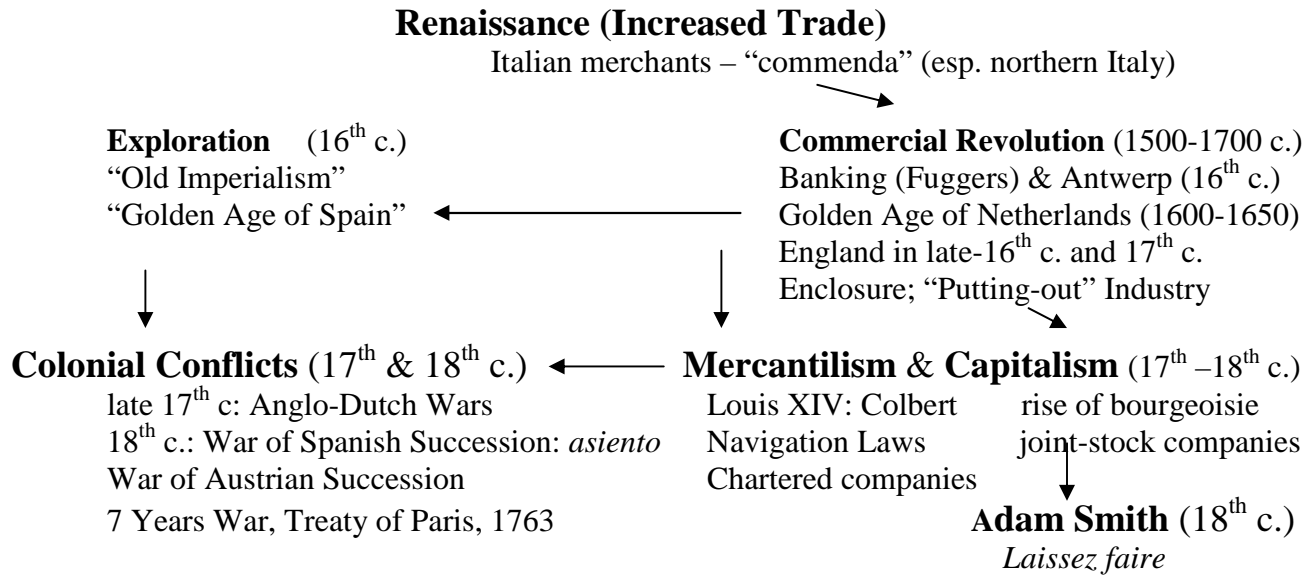 Renaissance (Increased Trade)
Italian merchants – “commenda” (esp. northern Italy)
Exploration (16th c.)
“Old Imperialism”
“Golden Age of Spain”
Commercial Revolution (1500-1700 c.)
Banking (Fuggers) & Antwerp (16th c.)
Golden Age of Netherlands (1600-1650)
England in late-16th c. and 17th c.
Enclosure; “Putting-out” Industry
Colonial Conflicts (17th & 18th c.)
late 17th c: Anglo-Dutch Wars
18th c.: War of Spanish Succession: asiento
War of Austrian Succession
7 Years War, Treaty of Paris, 1763
Mercantilism & Capitalism (17th –18th c.)
Louis XIV: Colbert
Navigation Laws
Chartered companies
rise of bourgeoisie
joint-stock companies
Adam Smith (18th c.)
Laissez faire